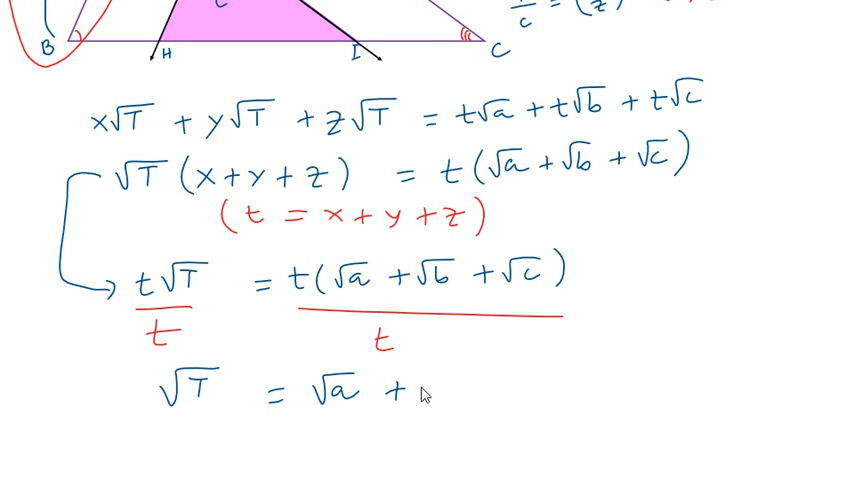 B H I C
x√T + y√T + z√T = t√a + t√b + t√c
√T (x + y + z) = t (√a + √b + √c)
(t = x + y + z)
t√T = t(√a + √b + √c)
t t
√T = √a +